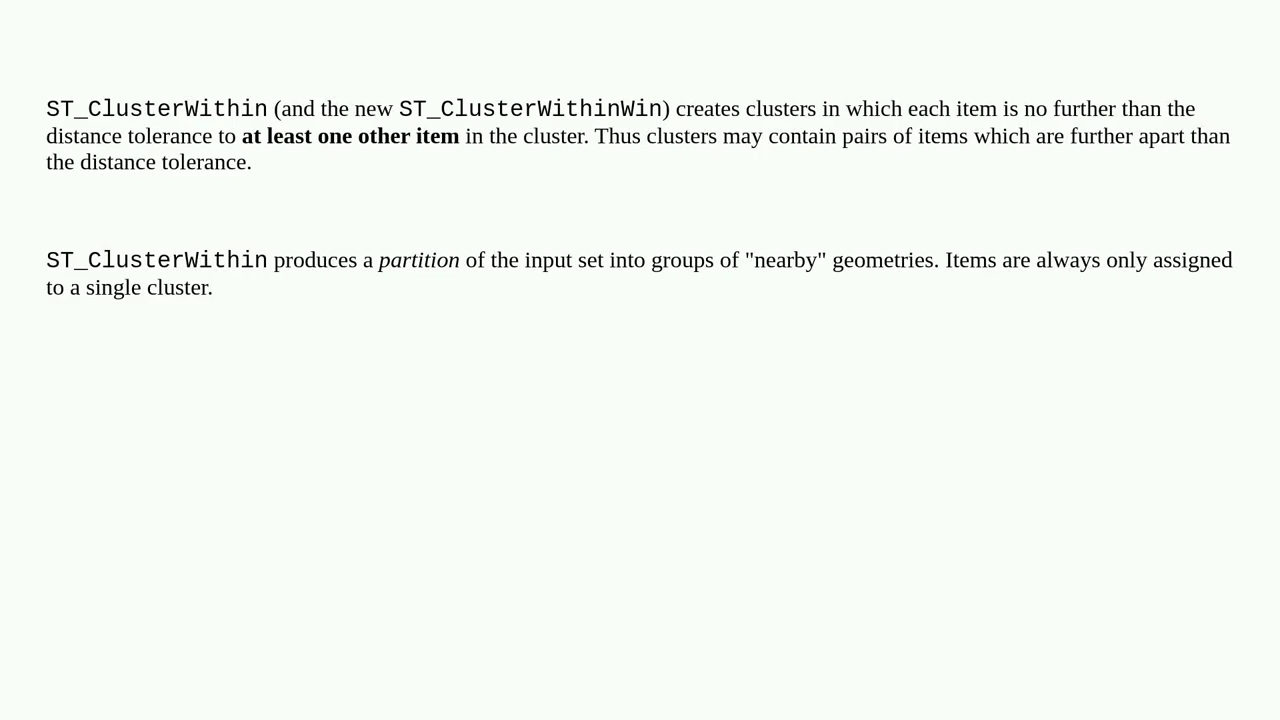 ST_ClusterWithin (and the new ST_ClusterWithinWin) creates clusters in which each item is no further than the
distance tolerance to at least one other item in the cluster. Thus clusters may contain pairs of items which are further apart than
the distance tolerance.
ST_ClusterWithin produces a partition of the input set into groups of "nearby" geometries. Items are always only assigned
to a single cluster.